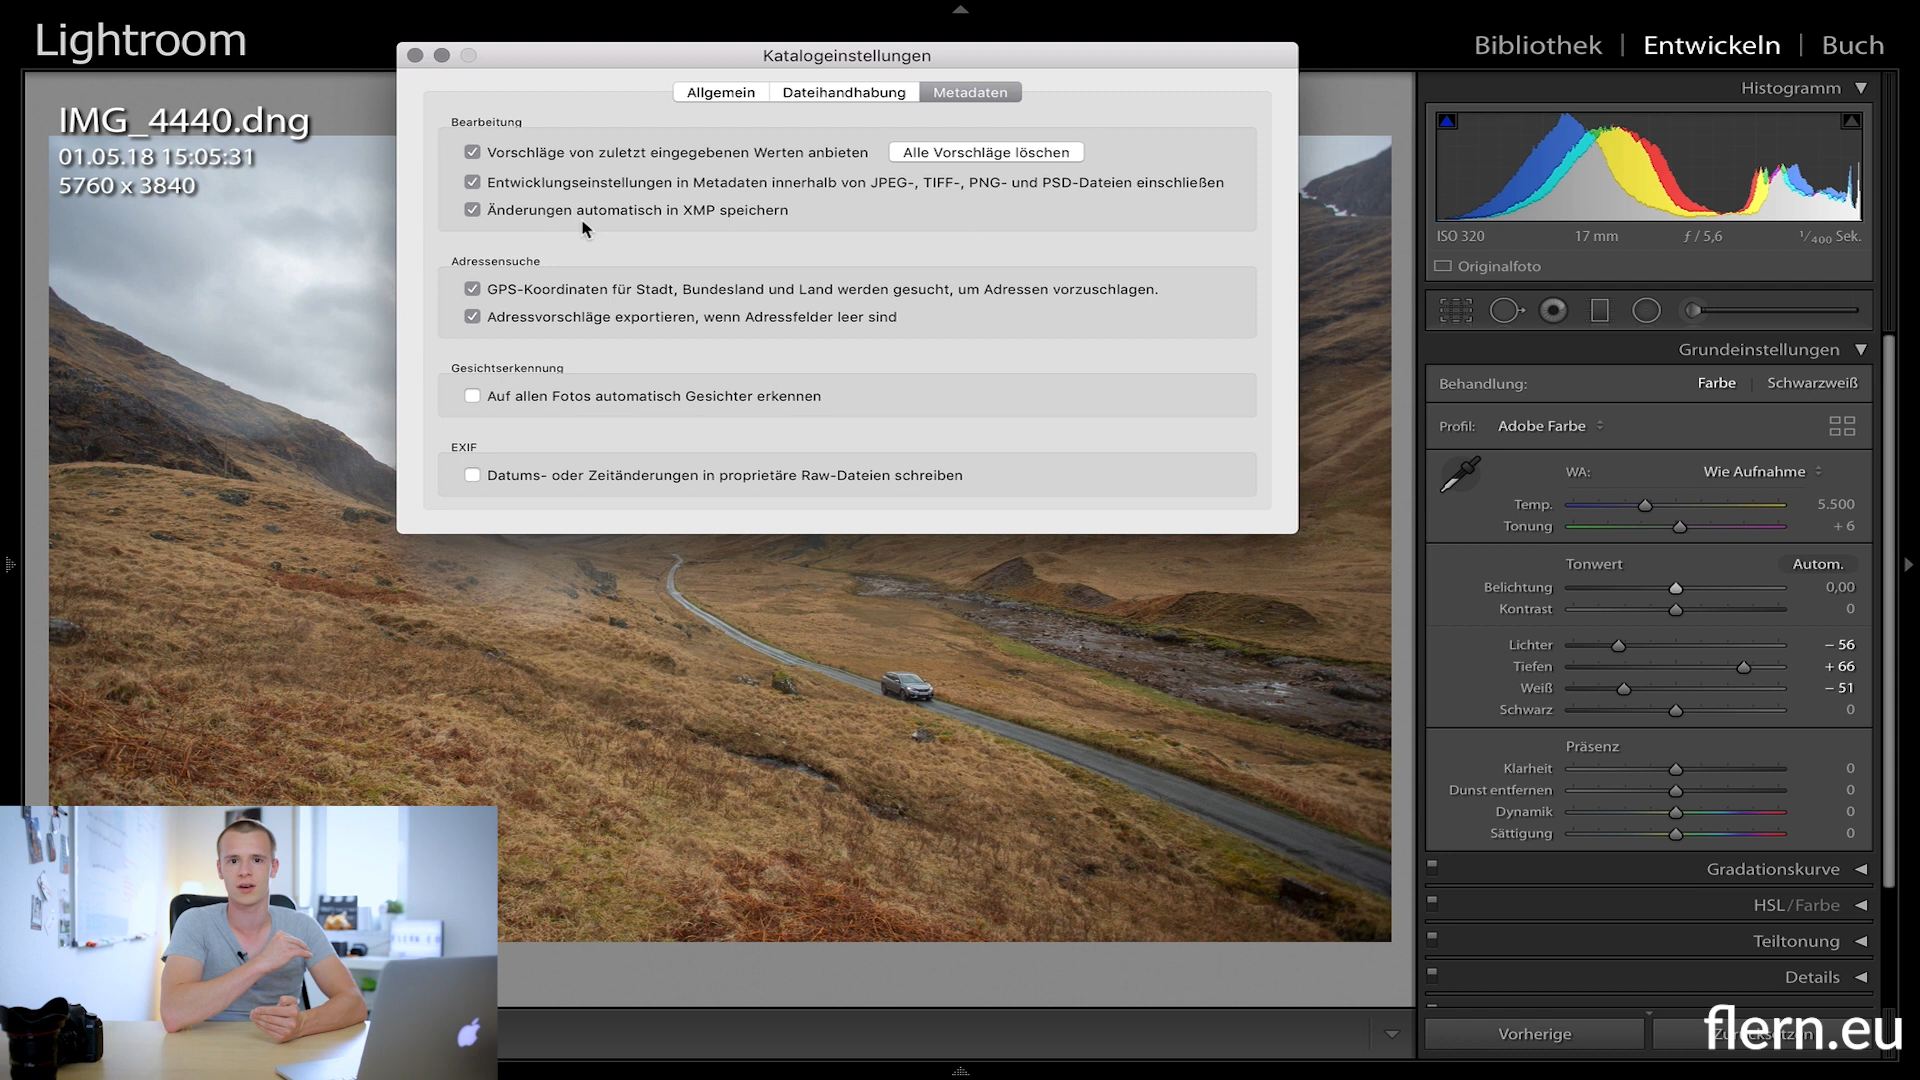 Lightroom
Bibliothek | Entwickeln | Buch
Katalogeinstellungen
Allgemein Dateihandhabung Metadaten
Bearbeitung
Vorschläge von zuletzt eingegebenen Werten anbieten Alle Vorschläge löschen
Entwicklungseinstellungen in Metadaten innerhalb von JPEG-, TIFF-, PNG- und PSD-Dateien einschließen
Änderungen automatisch in XMP speichern
Adressensuche
GPS-Koordinaten für Stadt, Bundesland und Land werden gesucht, um Adressen vorzuschlagen.
Adressvorschläge exportieren, wenn Adressfelder leer sind
Gesichtserkennung
Auf allen Fotos automatisch Gesichter erkennen
EXIF
Datums- oder Zeitänderungen in proprietäre Raw-Dateien schreiben
IMG_4440.dng
01.05.18 15:05:31
5760 x 3840
Histogramm
ISO 320 17 mm f / 5,6 1/400 Sek.
Originalfoto
Grundeinstellungen
Behandlung: Farbe | Schwarzweiß
Profil: Adobe Farbe
WA: Wie Aufnahme
Temp. 5.500
Tonung + 6
Tonwert Autom.
Belichtung 0,00
Kontrast 0
Lichter – 56
Tiefen + 66
Weiß – 51
Schwarz 0
Präsenz
Klarheit 0
Dunst entfernen 0
Dynamik 0
Sättigung 0
Gradationskurve
HSL / Farbe
Teiltonung
Details
Vorherige Zurücksetzen
flern.eu